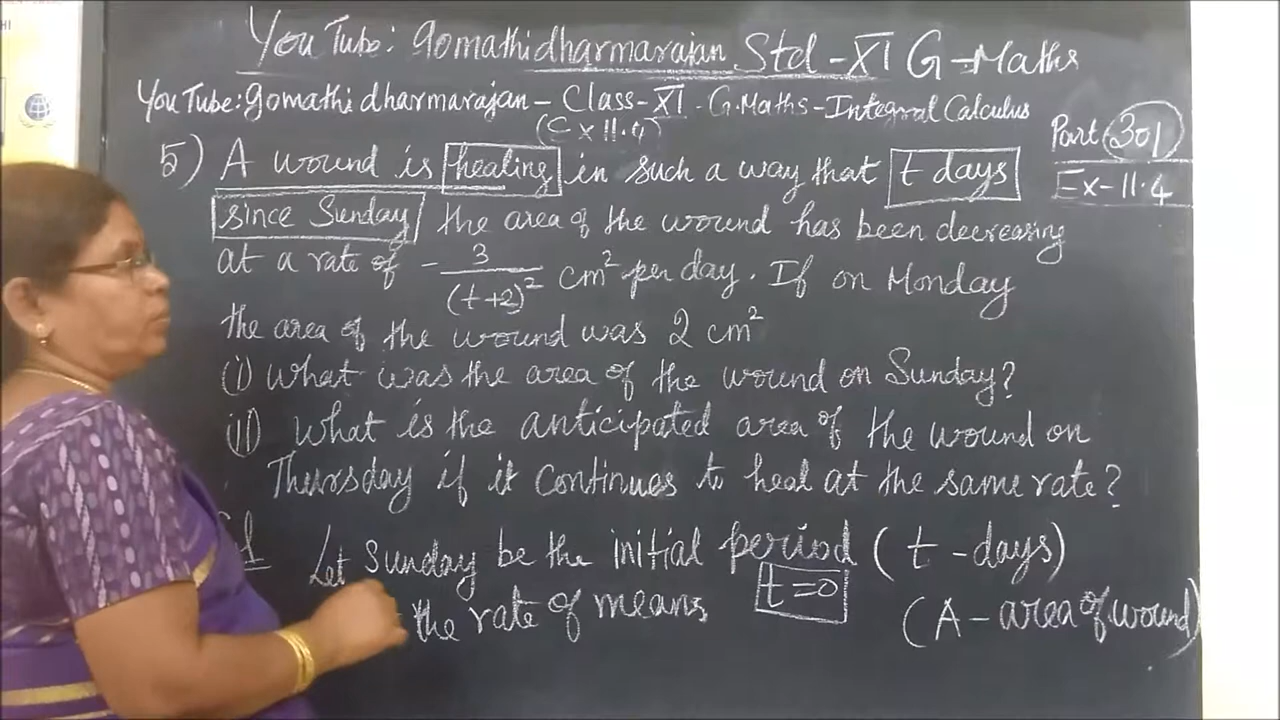 YouTube: gomathidharmarajan Std-XI G-Maths
YouTube: gomathi dharmarajan - Class-XI - G.Maths - Integral Calculus
(Ex 11.4)
Part 301
Ex-11.4
5) A wound is healing in such a way that t days
since Sunday the area of the wound has been decreasing
at a rate of - 3/(t+2)² cm² per day. If on Monday
the area of the wound was 2 cm²
(i) What was the area of the wound on Sunday?
(ii) What is the anticipated area of the wound on
Thursday if it continues to heal at the same rate?
Let Sunday be the initial period (t - days)
t = 0
the rate of means
(A - area of wound)